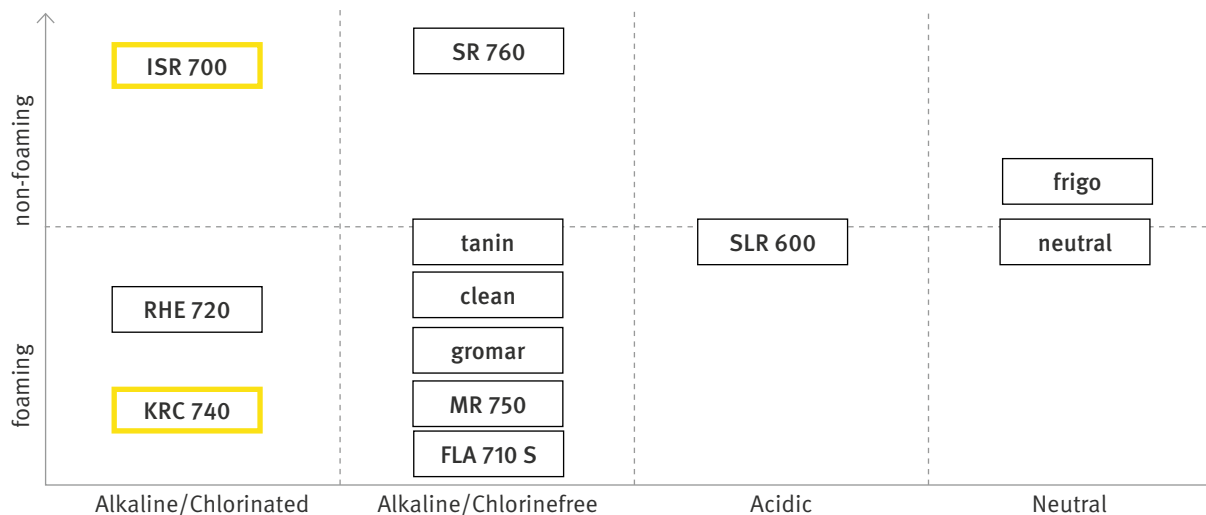 non-foaming
foaming
ISR 700
SR 760
frigo
tanin
SLR 600
neutral
clean
RHE 720
gromar
KRC 740
MR 750
FLA 710 S
Alkaline/Chlorinated
Alkaline/Chlorinefree
Acidic
Neutral